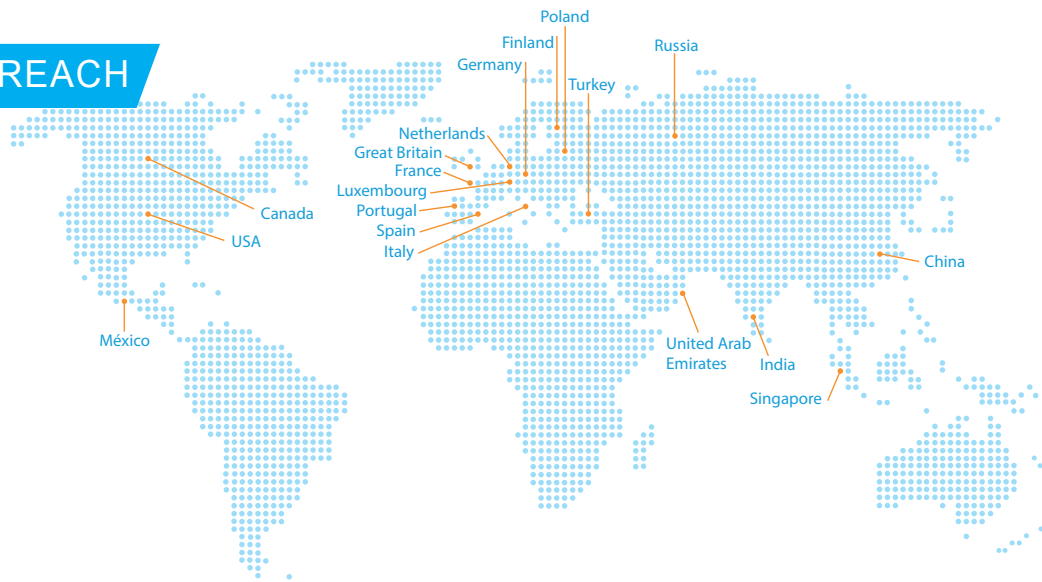 REACH
Poland
Finland
Russia
Germany
Turkey
Netherlands
Great Britain
France
Luxembourg
Portugal
Spain
Italy
Canada
USA
China
México
United Arab
Emirates
India
Singapore